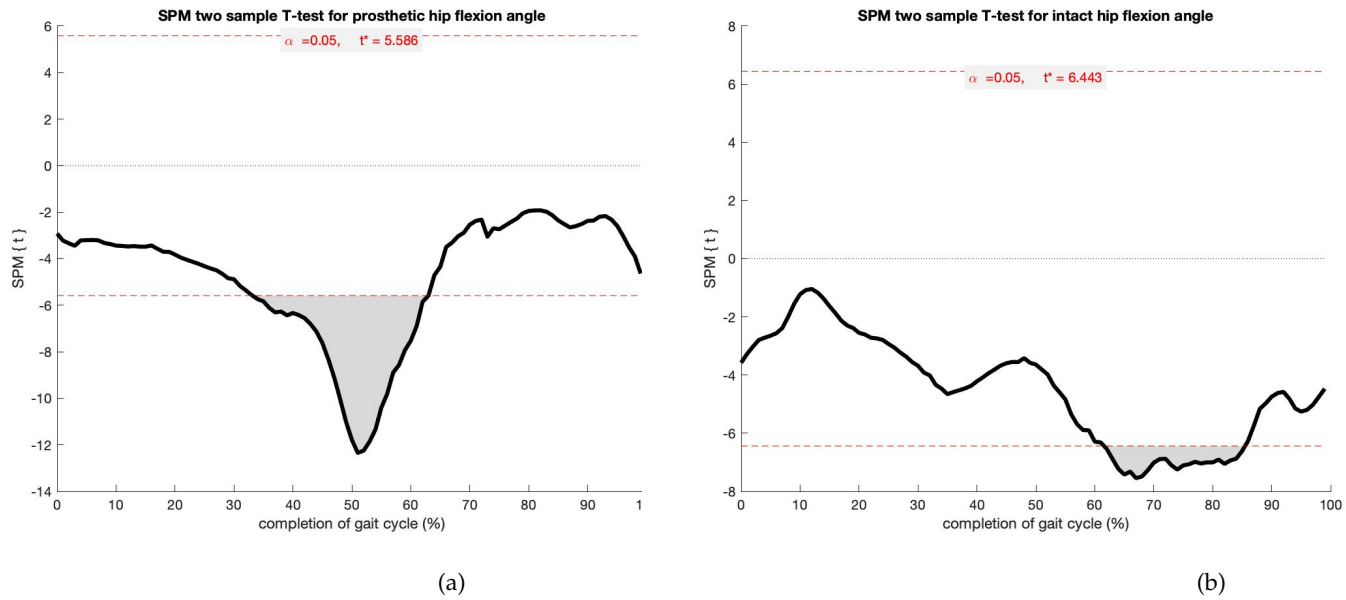 SPM two sample T-test for prosthetic hip flexion angle
6
α =0.05, t* = 5.586
4
2
0
-2
-4
-6
-8
-10
-12
-14
SPM { t }
0 10 20 30 40 50 60 70 80 90 1
completion of gait cycle (%)
(a)
SPM two sample T-test for intact hip flexion angle
8
6
α =0.05, t* = 6.443
4
2
0
-2
-4
-6
-8
SPM { t }
0 10 20 30 40 50 60 70 80 90 100
completion of gait cycle (%)
(b)